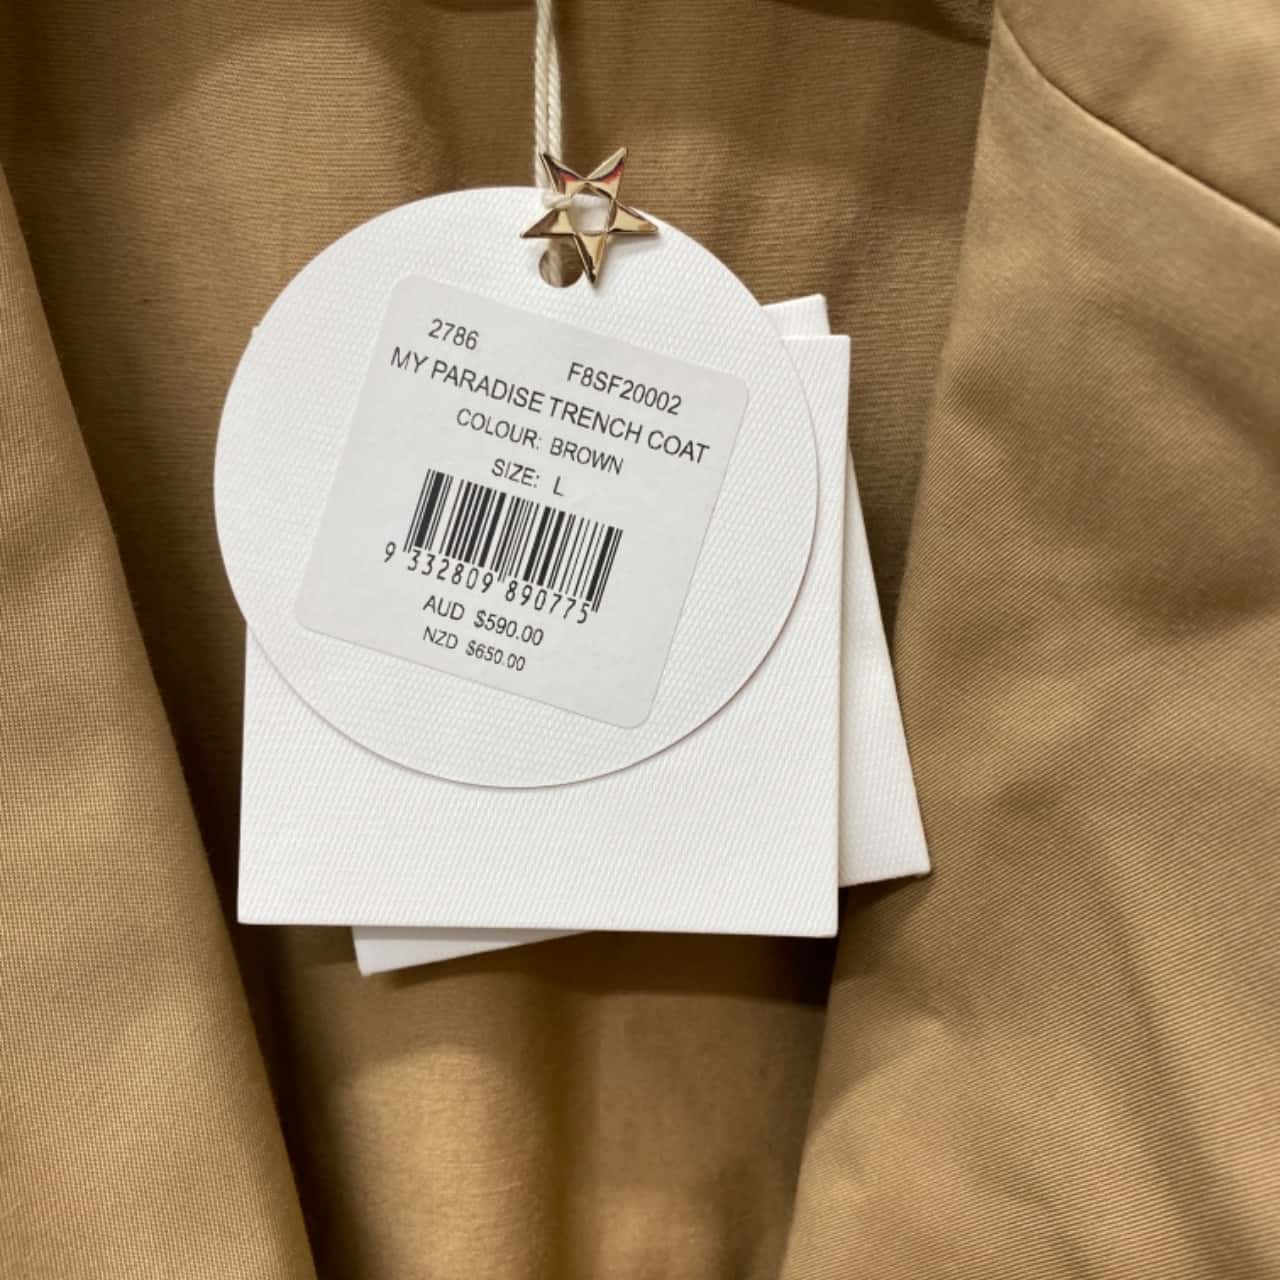 2786 F8SF20002
MY PARADISE TRENCH COAT
COLOUR: BROWN
SIZE: L
9 332809 890775
AUD $590.00
NZD $650.00